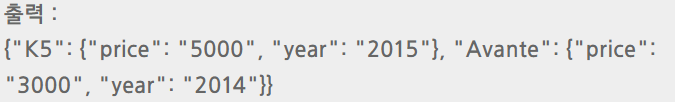 출력 :
{"K5": {"price": "5000", "year": "2015"}, "Avante": {"price":
"3000", "year": "2014"}}